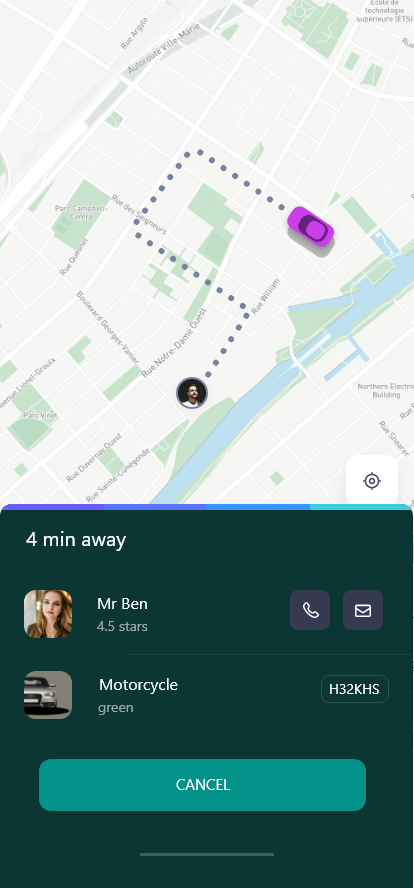 École de
technologie
supérieure (ÉTS)
Rue Argyle
Autoroute Ville-Marie
Parc Campbell-
Centre
Rue des Seigneurs
Rue Quesnel
Rue William
Boulevard Georges-Vanier
Rue Notre-Dame Ouest
Avenue Lionel-Groulx
Northern Electric
Building
Parc Vinet
Rue Shearer
Rue Duvernay Ouest
Rue Sainte-Cunégonde
4 min away
Mr Ben
4.5 stars
Motorcycle
H32KHS
green
CANCEL